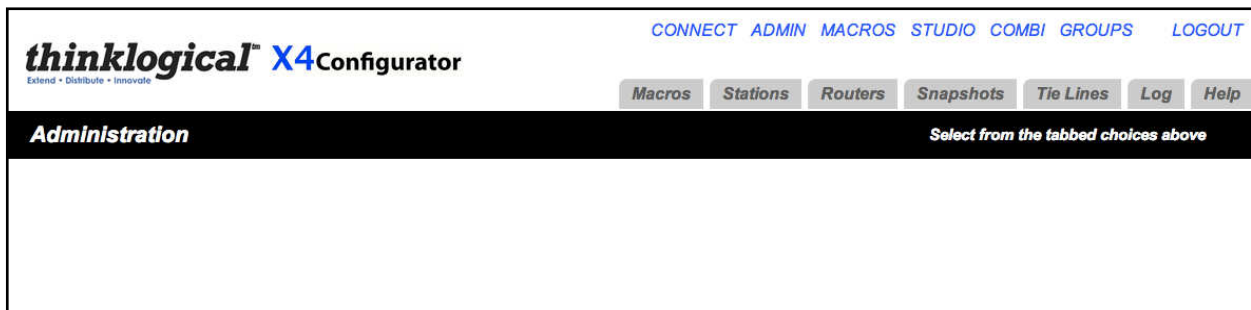 CONNECT ADMIN MACROS STUDIO COMBI GROUPS LOGOUT
thinklogical™ X4Configurator
Extend • Distribute • Innovate
Macros Stations Routers Snapshots Tie Lines Log Help
Administration Select from the tabbed choices above